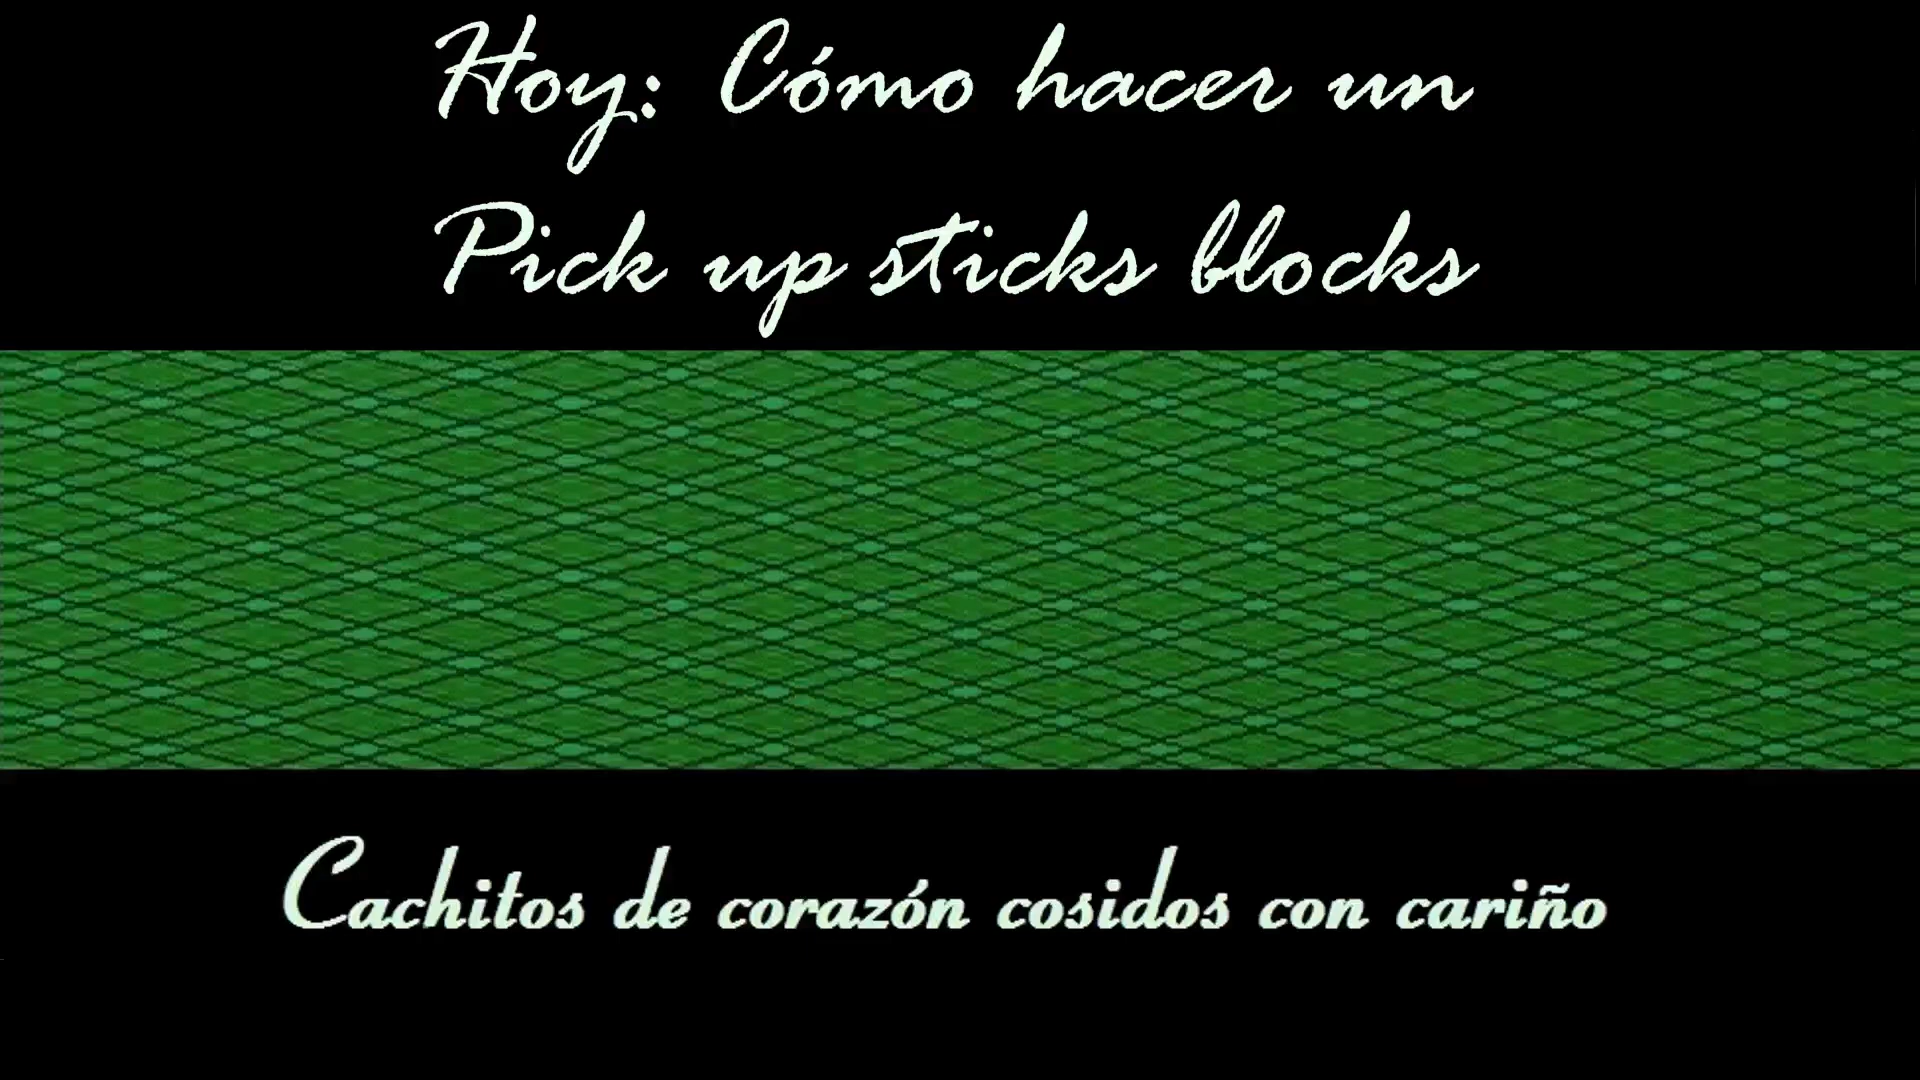 Hoy: Cómo hacer un
Pick up sticks blocks
Cachitos de corazón cosidos con cariño